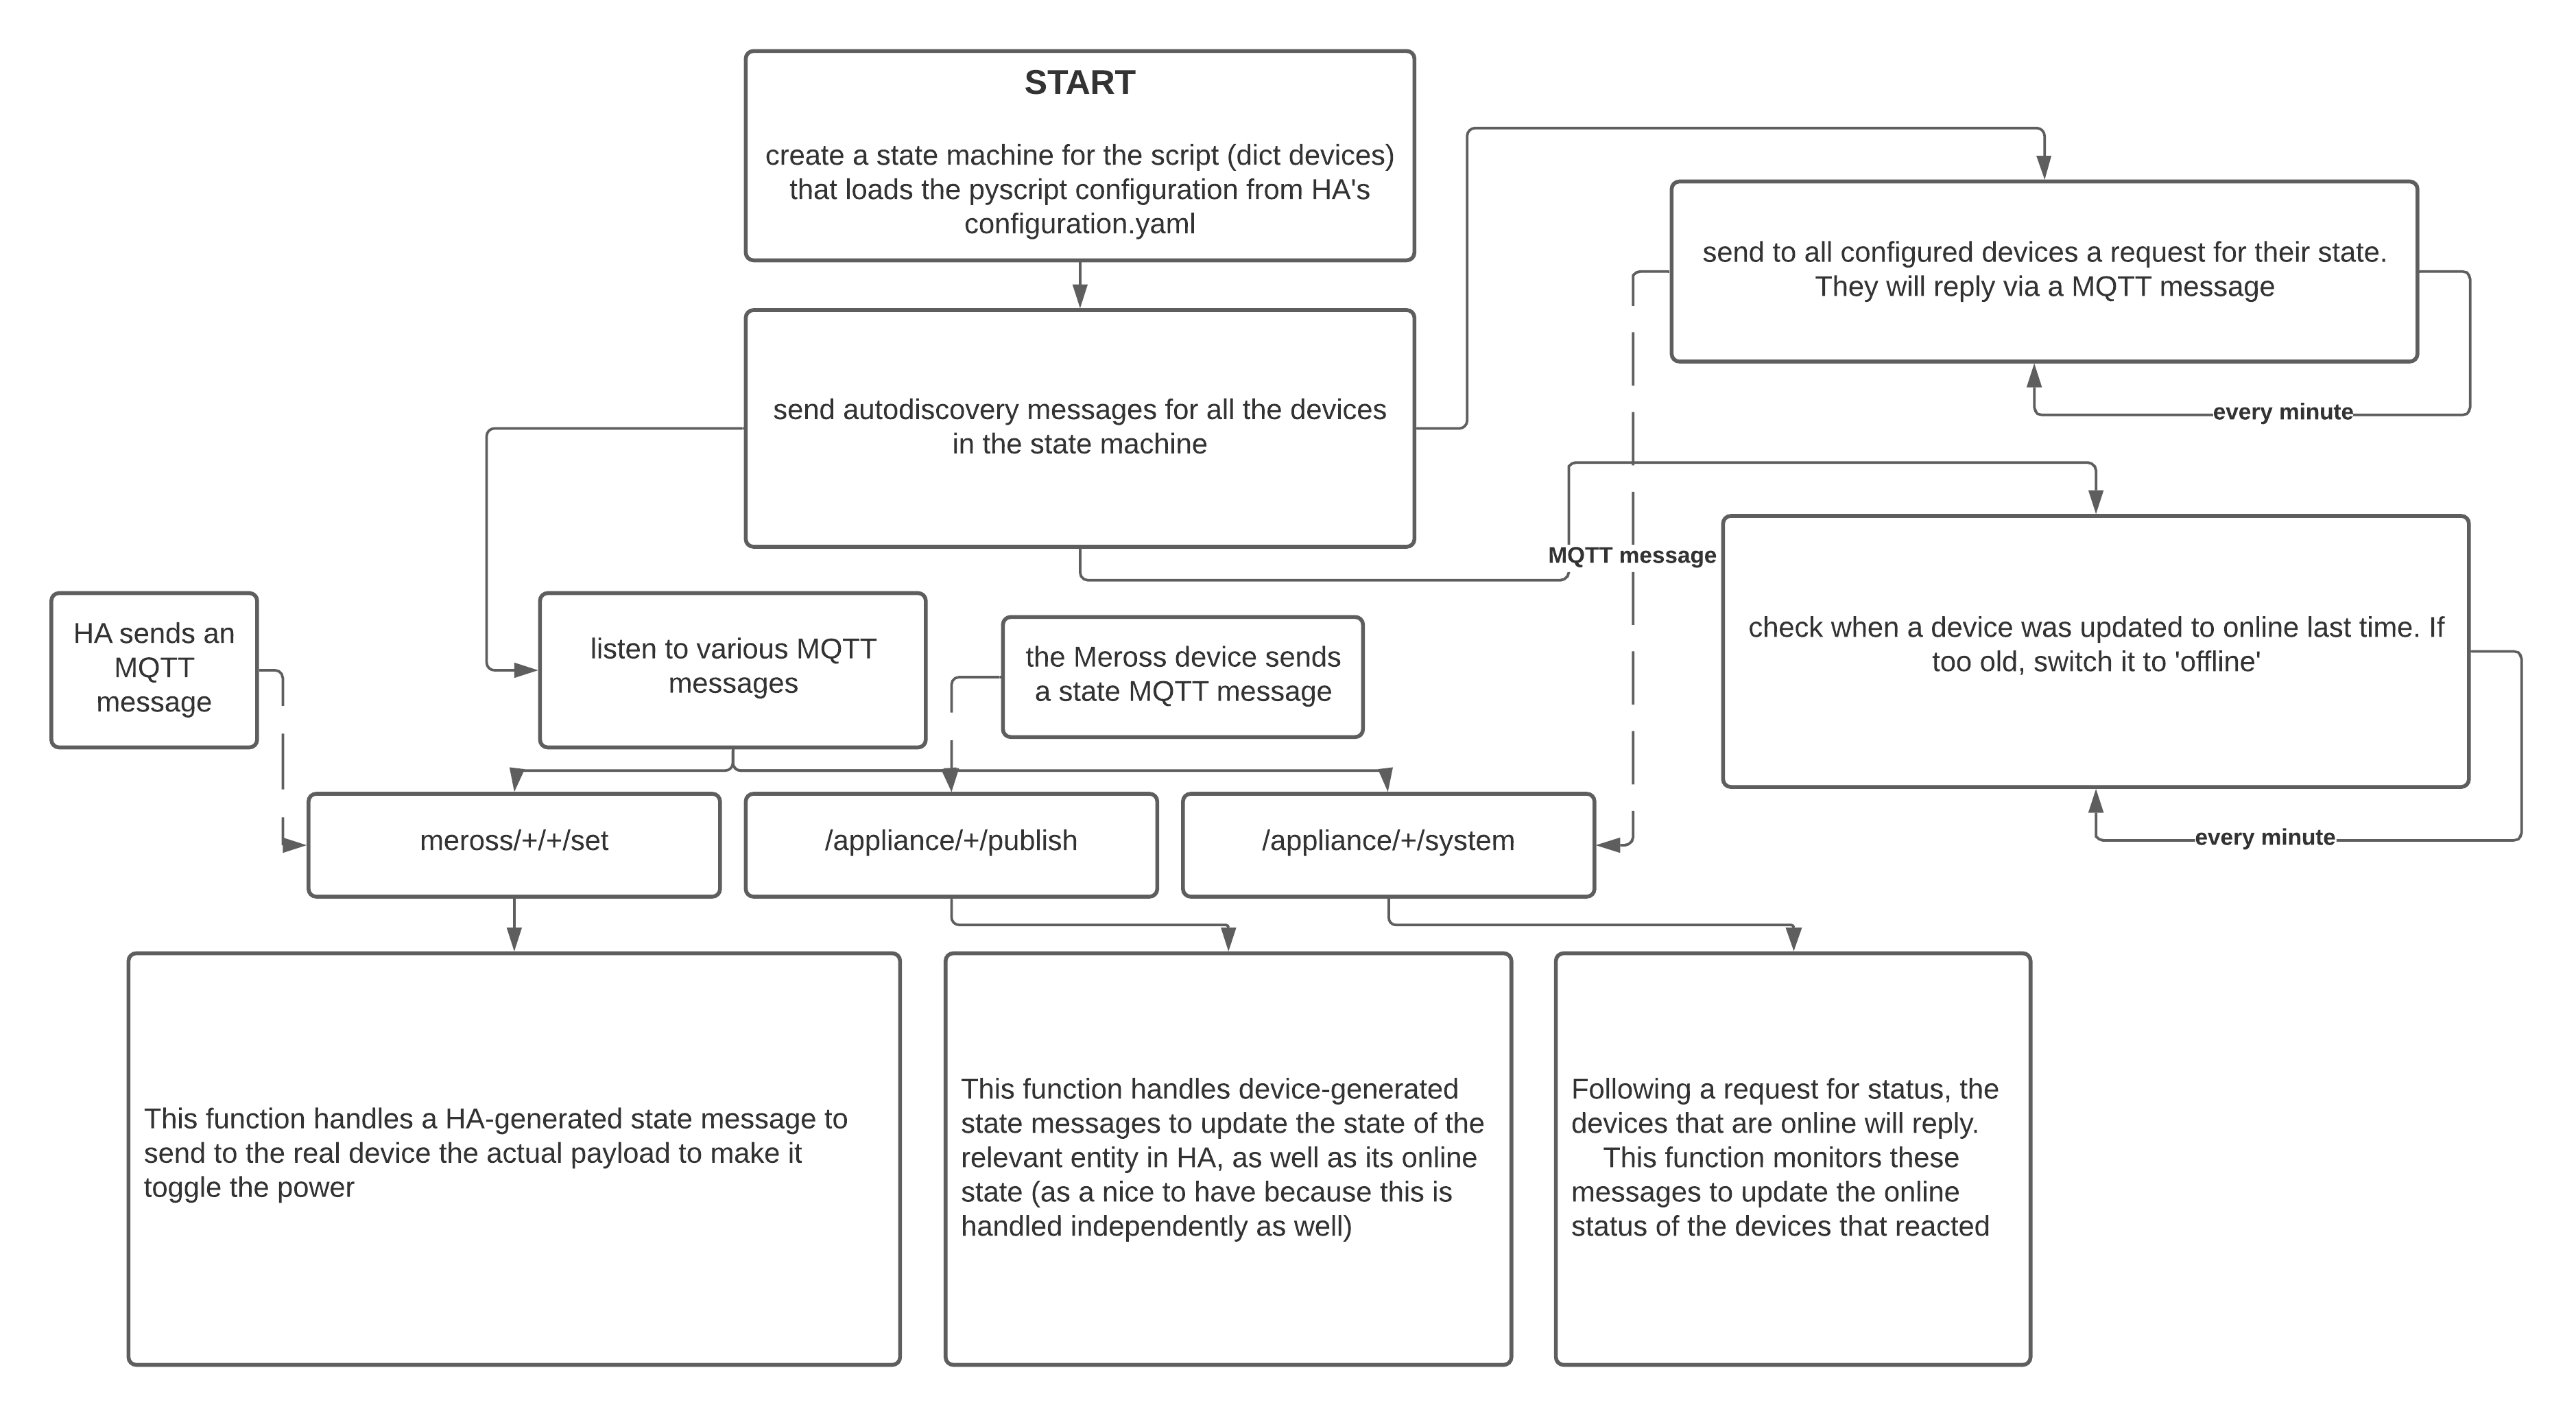 START
create a state machine for the script (dict devices)
that loads the pyscript configuration from HA's
configuration.yaml
send to all configured devices a request for their state.
They will reply via a MQTT message
every minute
send autodiscovery messages for all the devices
in the state machine
MQTT message
check when a device was updated to online last time. If
too old, switch it to 'offline'
every minute
HA sends an
MQTT
message
listen to various MQTT
messages
the Meross device sends
a state MQTT message
meross/+/+/set
/appliance/+/publish
/appliance/+/system
This function handles a HA-generated state message to
send to the real device the actual payload to make it
toggle the power
This function handles device-generated
state messages to update the state of the
relevant entity in HA, as well as its online
state (as a nice to have because this is
handled independently as well)
Following a request for status, the
devices that are online will reply.
This function monitors these
messages to update the online
status of the devices that reacted